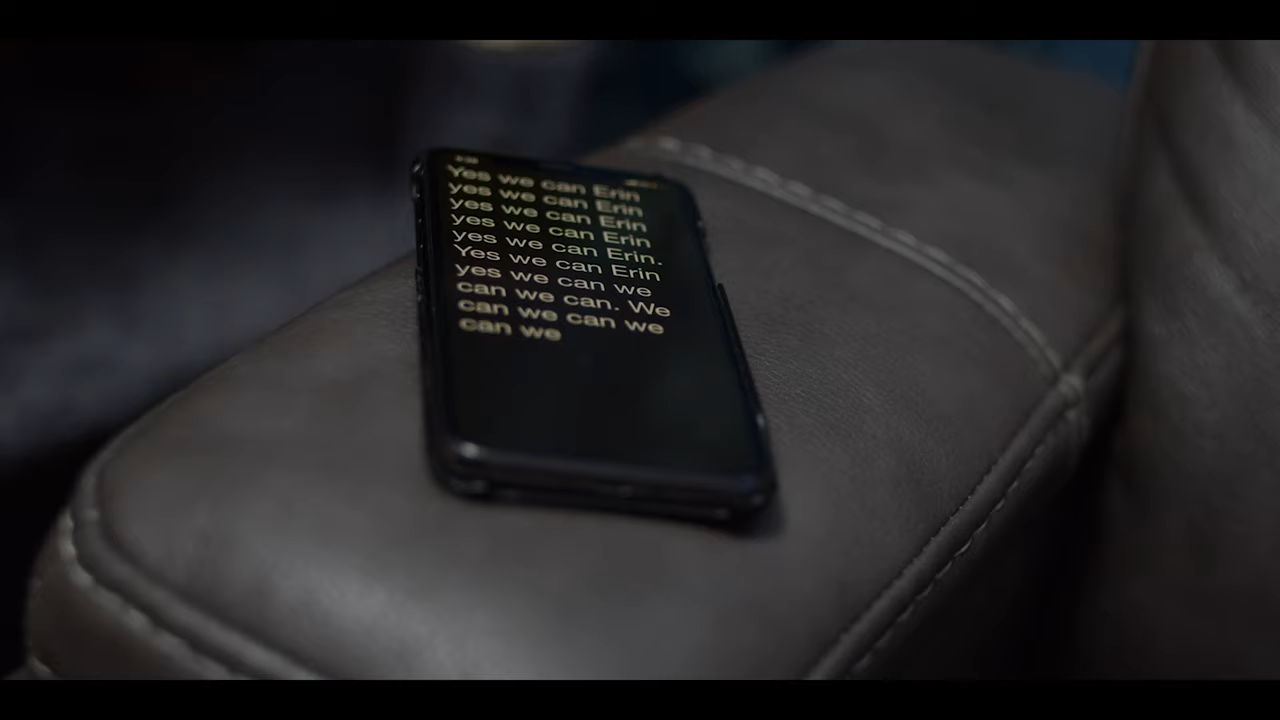 Yes we can Erin
yes we can Erin
yes we can Erin
yes we can Erin
yes we can Erin.
Yes we can Erin
yes we can we
can we can. We
can we can we
can we